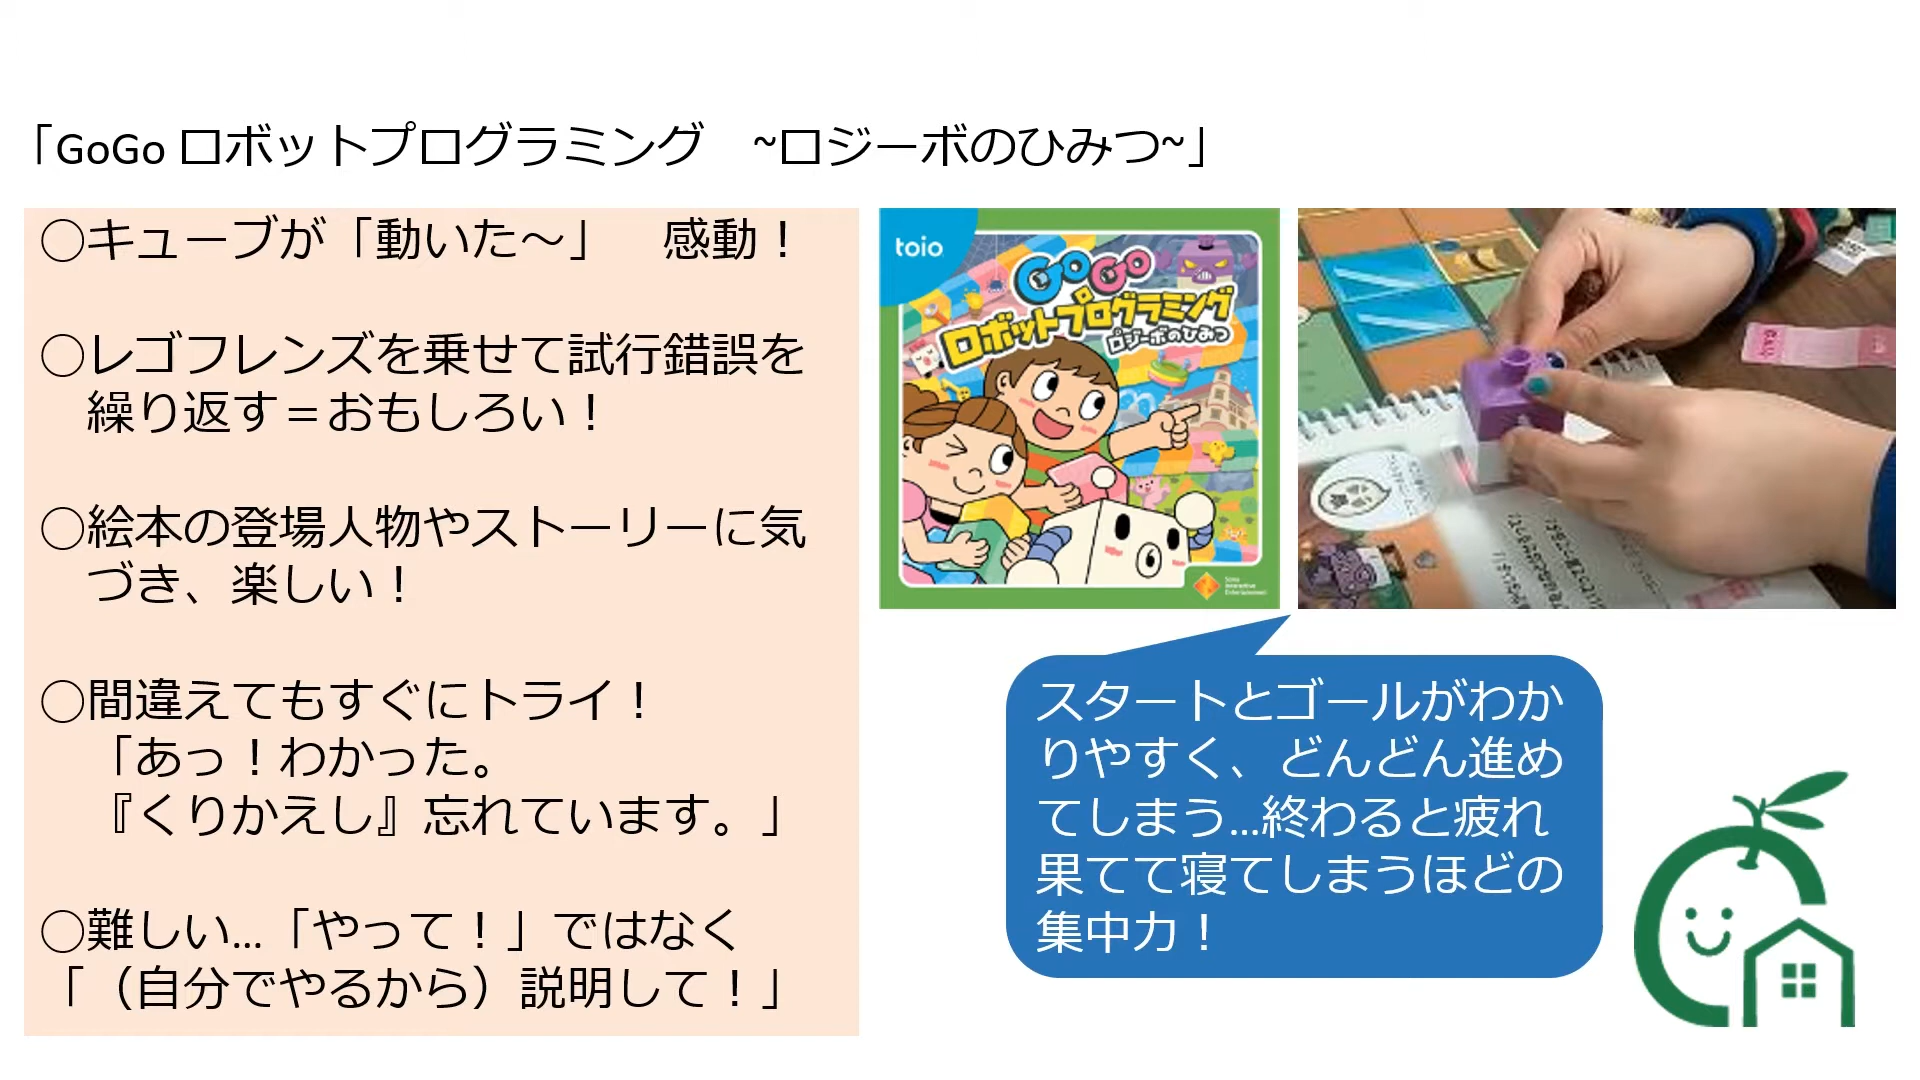 「GoGo ロボットプログラミング　~ロジーボのひみつ~」
○キューブが「動いた～」　感動！
○レゴフレンズを乗せて試行錯誤を
繰り返す＝おもしろい！
○絵本の登場人物やストーリーに気
づき、楽しい！
○間違えてもすぐにトライ！
「あっ！わかった。
『くりかえし』忘れています。」
○難しい…「やって！」ではなく
「（自分でやるから）説明して！」
toio
GoGo
ロボットプログラミング
ロジーボのひみつ
Sony
Interactive
Entertainment
スタートとゴールがわか
りやすく、どんどん進め
てしまう…終わると疲れ
果てて寝てしまうほどの
集中力！